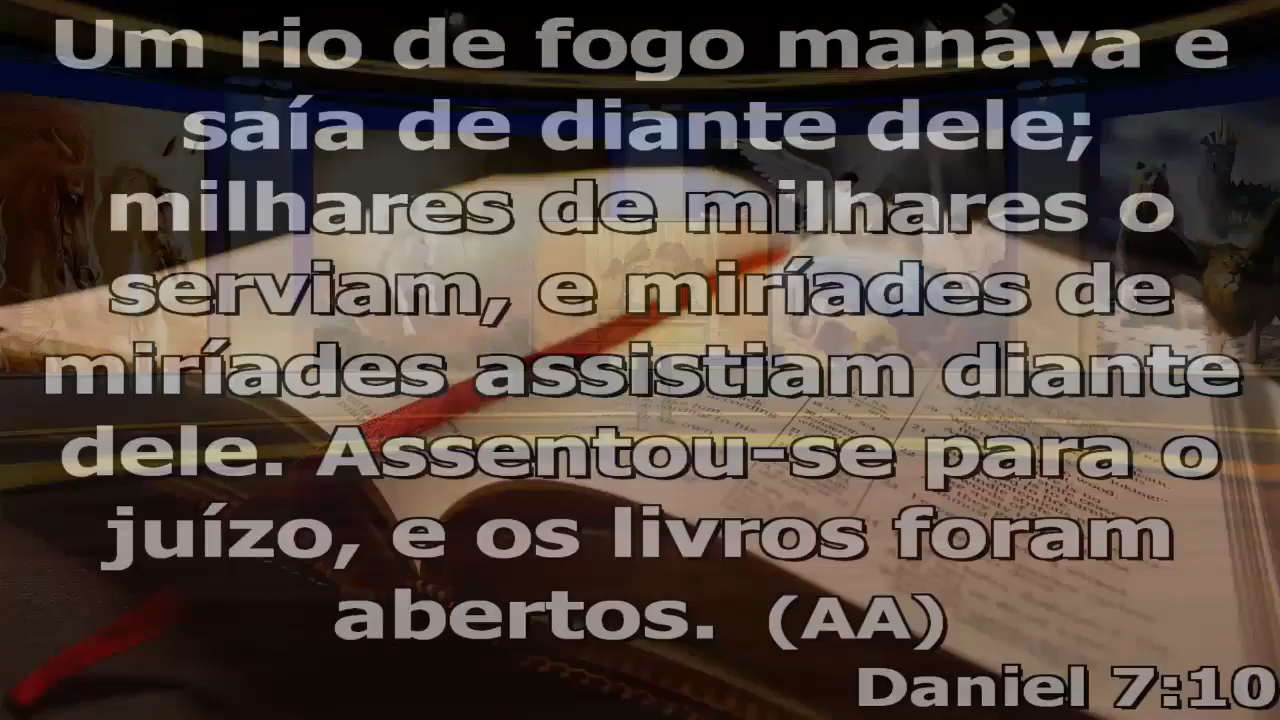 Um rio de fogo manava e
saía de diante dele;
milhares de milhares o
serviam, e miríades de
miríades assistiam diante
dele. Assentou-se para o
juízo, e os livros foram
abertos. (AA)
Daniel 7:10